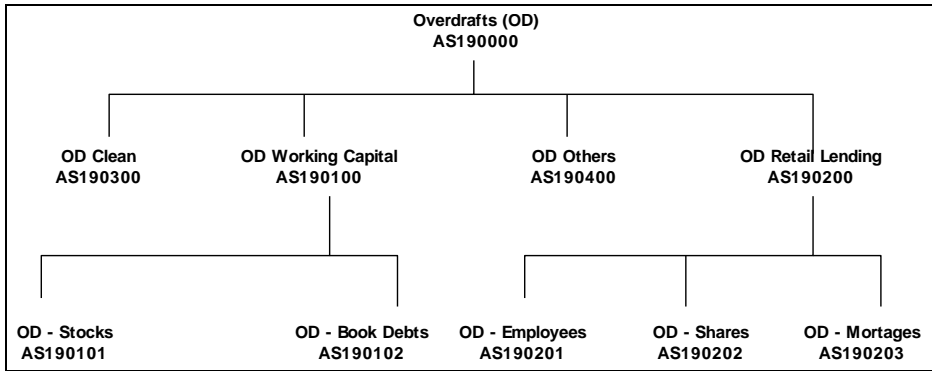 Overdrafts (OD)
AS190000
OD Clean
AS190300
OD Working Capital
AS190100
OD Others
AS190400
OD Retail Lending
AS190200
OD - Stocks
AS190101
OD - Book Debts
AS190102
OD - Employees
AS190201
OD - Shares
AS190202
OD - Mortages
AS190203